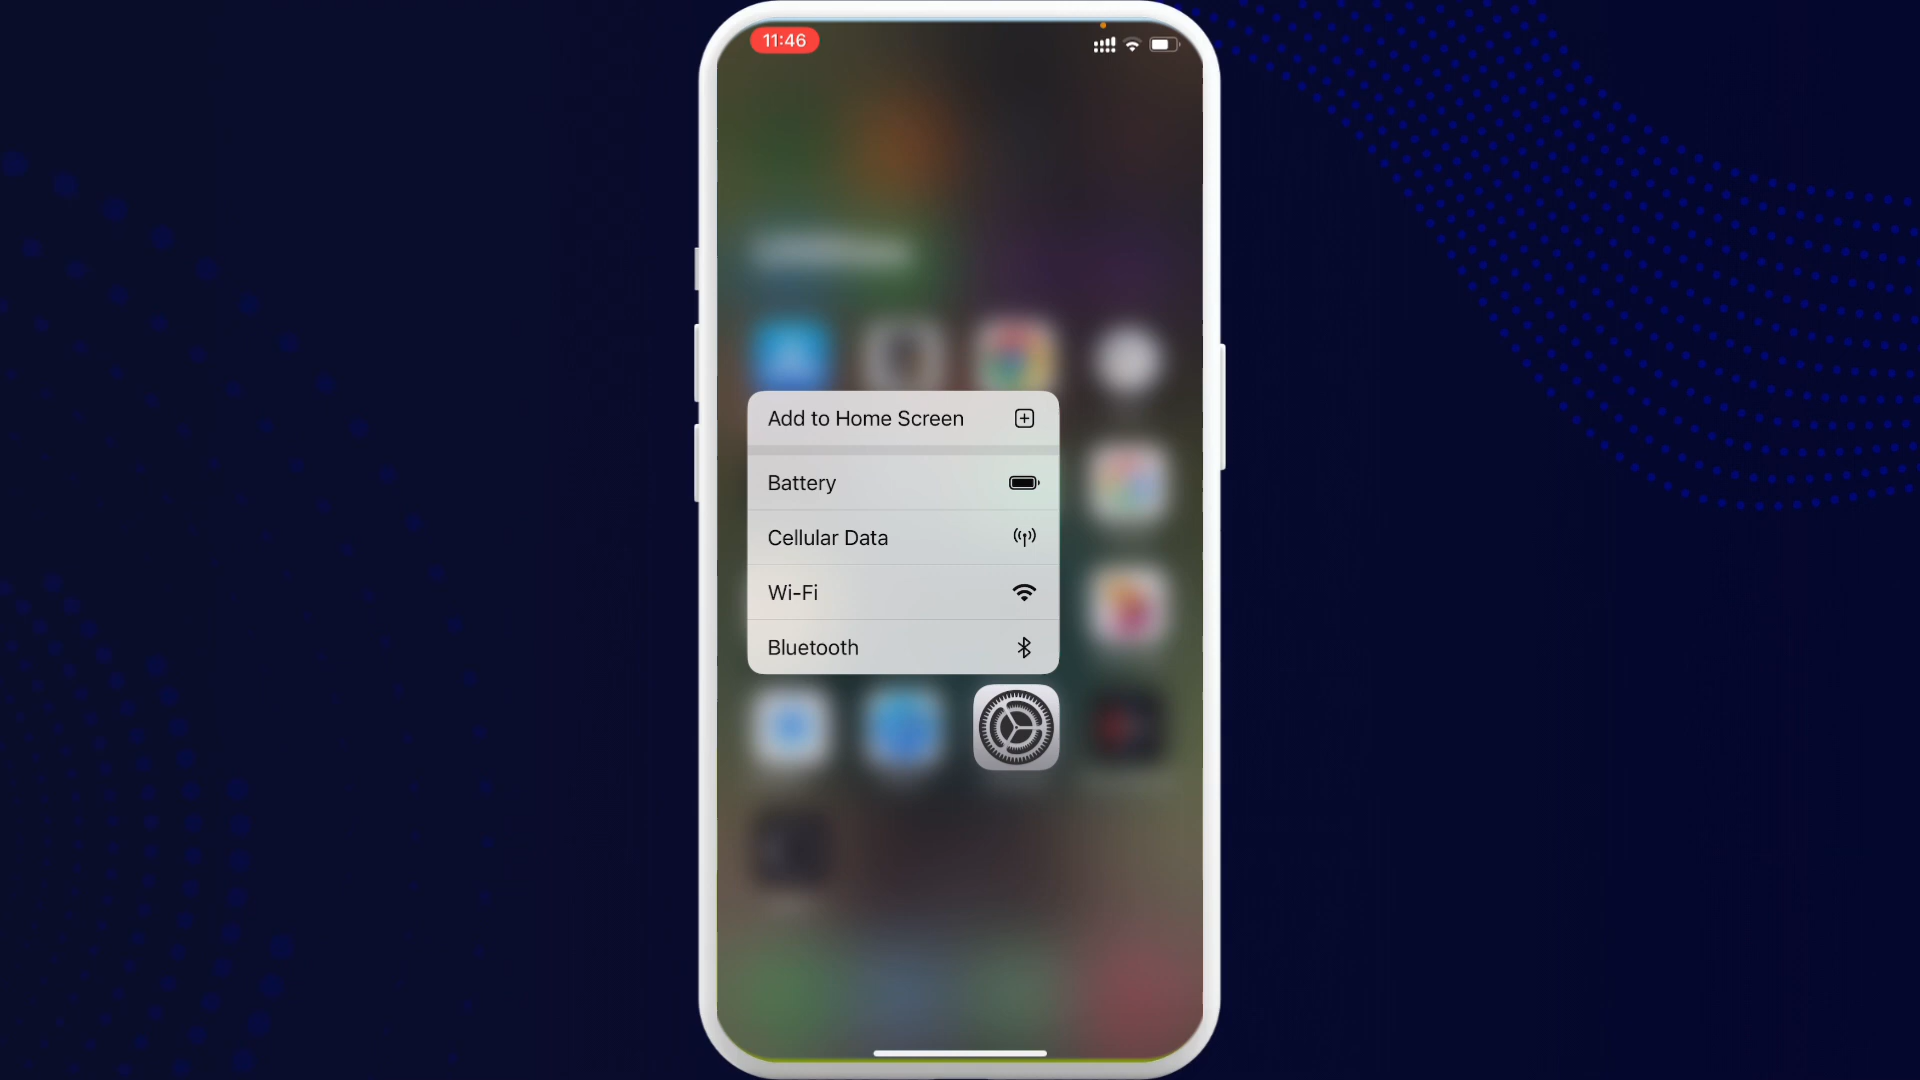 11:46
Add to Home Screen
Battery
Cellular Data
Wi-Fi
Bluetooth